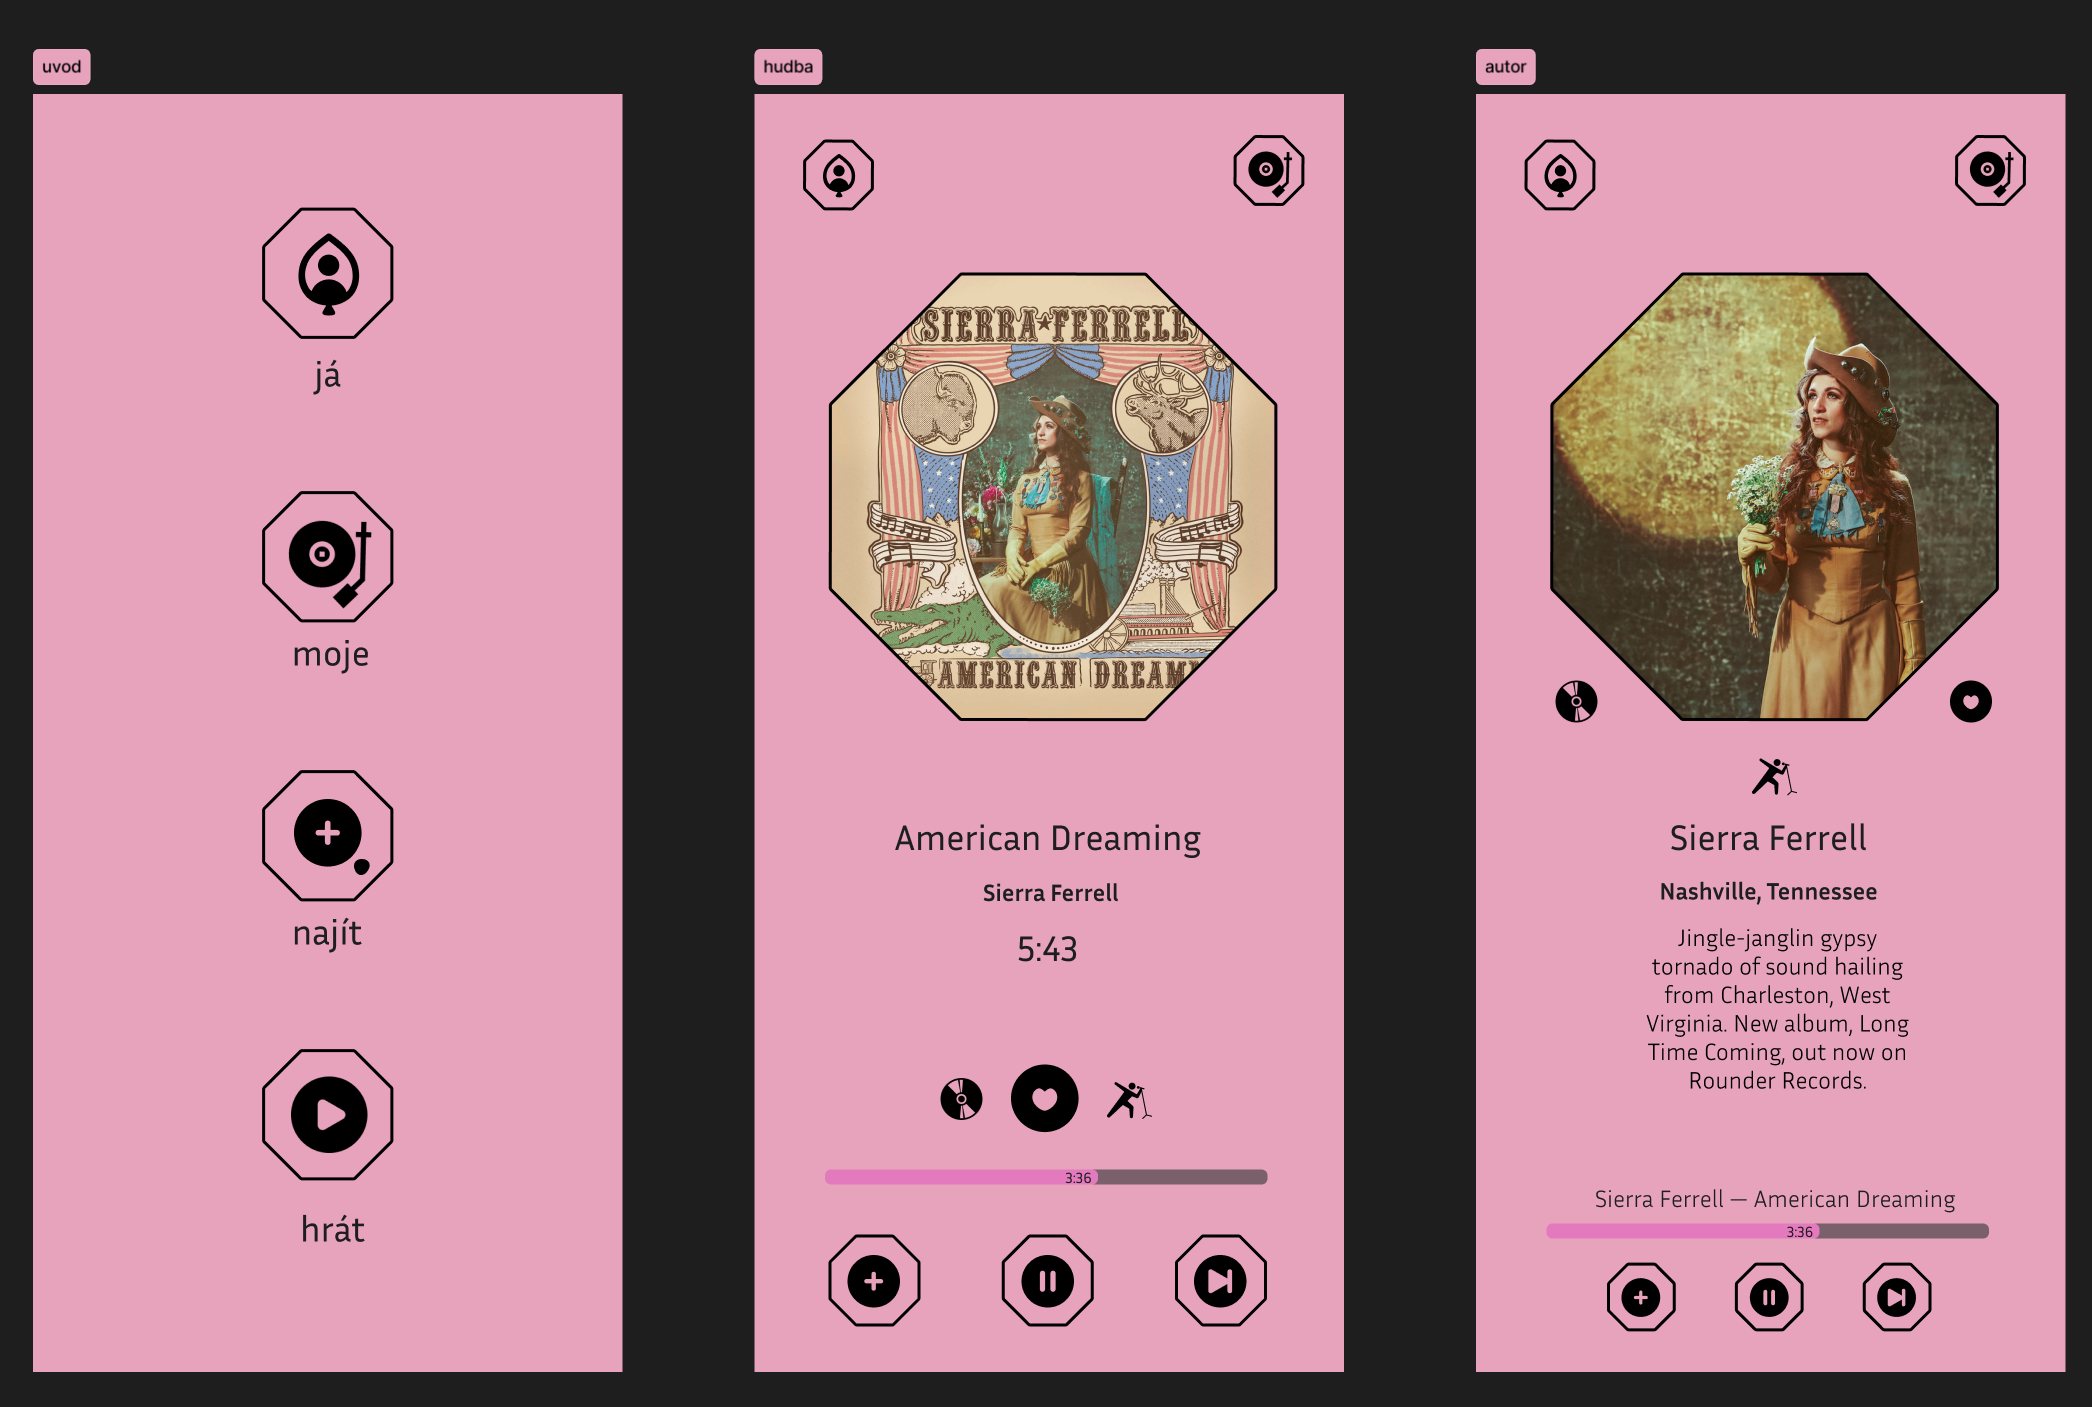 uvod
já
moje
najít
hrát
hudba
SIERRA★FERRELL
AMERICAN DREAMI
American Dreaming
Sierra Ferrell
5:43
3:36
autor
Sierra Ferrell
Nashville, Tennessee
Jingle-janglin gypsy
tornado of sound hailing
from Charleston, West
Virginia. New album, Long
Time Coming, out now on
Rounder Records.
Sierra Ferrell — American Dreaming
3:36